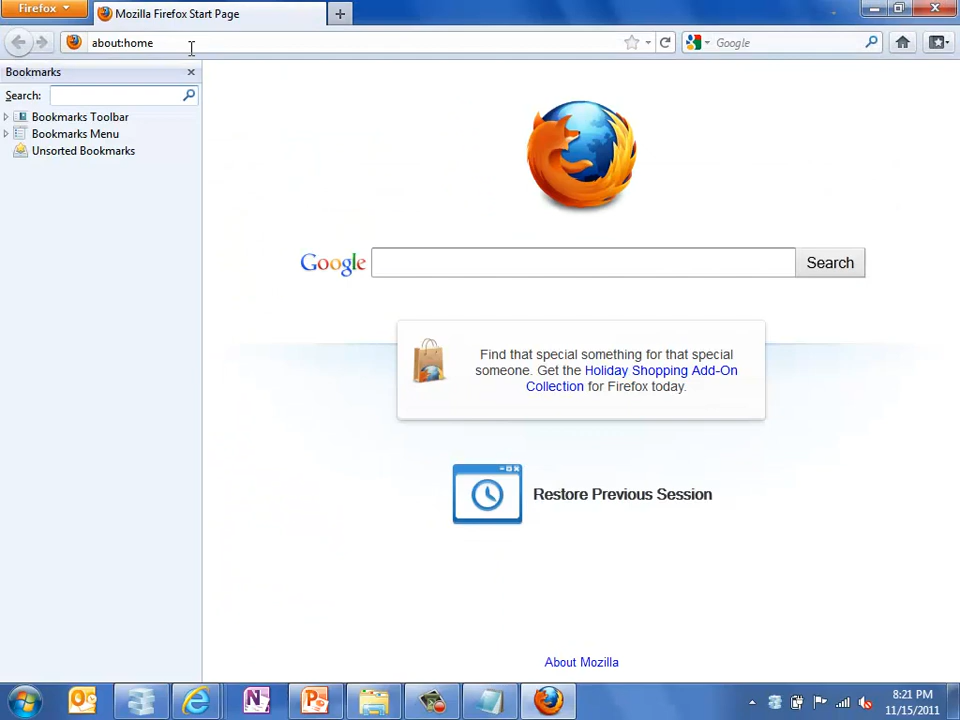 Firefox
Mozilla Firefox Start Page
about:home
Google
Bookmarks
Search:
Bookmarks Toolbar
Bookmarks Menu
Unsorted Bookmarks
Google
Search
Find that special something for that special
someone. Get the Holiday Shopping Add-On
Collection for Firefox today.
Restore Previous Session
About Mozilla
8:21 PM
11/15/2011